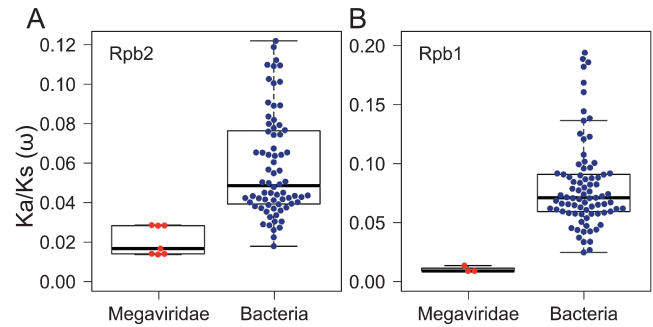 A
Rpb2
Ka/Ks (ω)
0.12
0.10
0.08
0.06
0.04
0.02
0.00
Megaviridae Bacteria
B
Rpb1
0.20
0.15
0.10
0.05
0.00
Megaviridae Bacteria